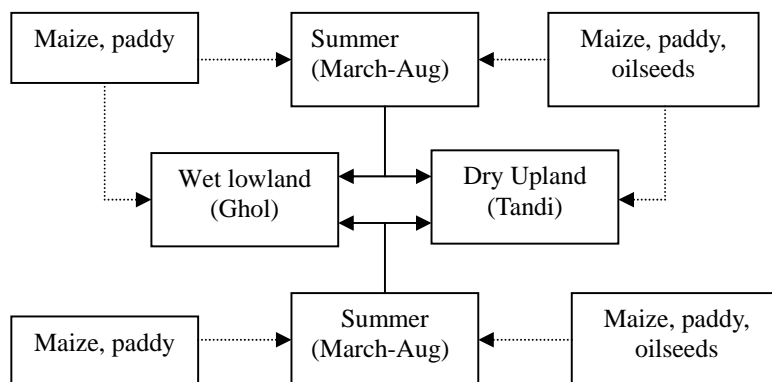 Maize, paddy
Summer
(March-Aug)
Maize, paddy,
oilseeds
Wet lowland
(Ghol)
Dry Upland
(Tandi)
Maize, paddy
Summer
(March-Aug)
Maize, paddy,
oilseeds